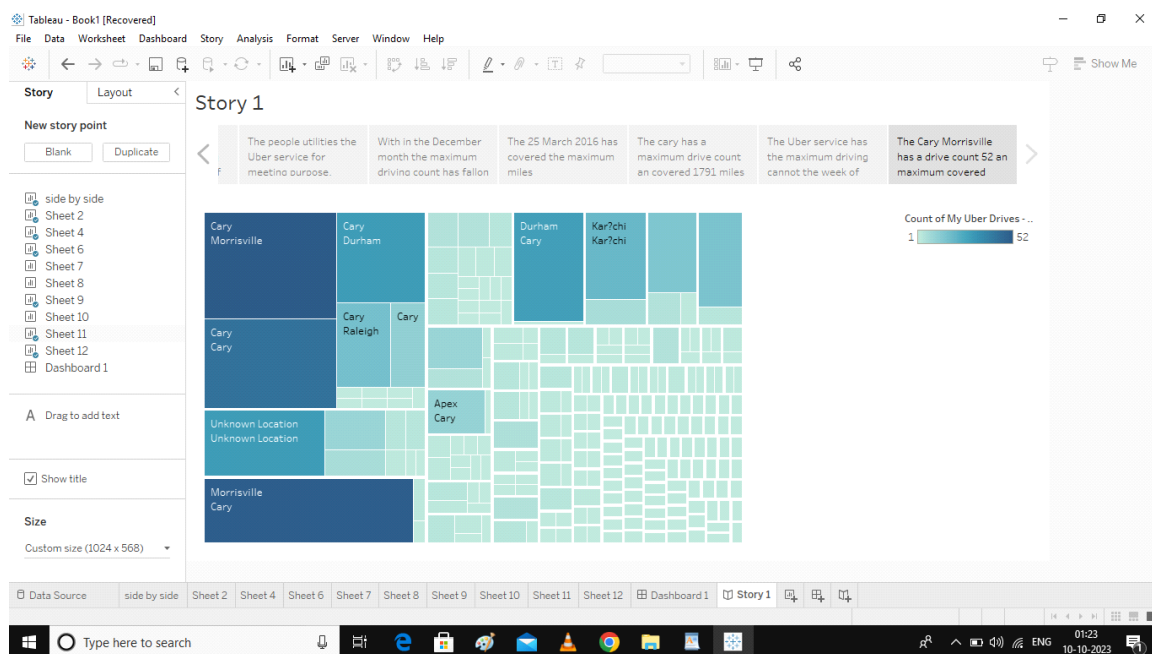 Tableau - Book1 [Recovered]
File Data Worksheet Dashboard Story Analysis Format Server Window Help
Show Me
Story Layout
New story point
Blank Duplicate
side by side
Sheet 2
Sheet 4
Sheet 6
Sheet 7
Sheet 8
Sheet 9
Sheet 10
Sheet 11
Sheet 12
Dashboard 1
A Drag to add text
Show title
Size
Custom size (1024 x 568)
Story 1
f
The people utilities the
Uber service for
meeting purpose.
With in the December
month the maximum
driving count has fallon
The 25 March 2016 has
covered the maximum
miles
The cary has a
maximum drive count
an covered 1791 miles
The Uber service has
the maximum driving
cannot the week of
The Cary Morrisville
has a drive count 52 an
maximum covered
Cary
Morrisville
Cary
Durham
Durham
Cary
Kar?chi
Kar?chi
Cary
Raleigh
Cary
Cary
Cary
Apex
Cary
Unknown Location
Unknown Location
Morrisville
Cary
Count of My Uber Drives - ..
1 52
Data Source side by side Sheet 2 Sheet 4 Sheet 6 Sheet 7 Sheet 8 Sheet 9 Sheet 10 Sheet 11 Sheet 12 Dashboard 1 Story 1
Type here to search
ENG
01:23
10-10-2023
1